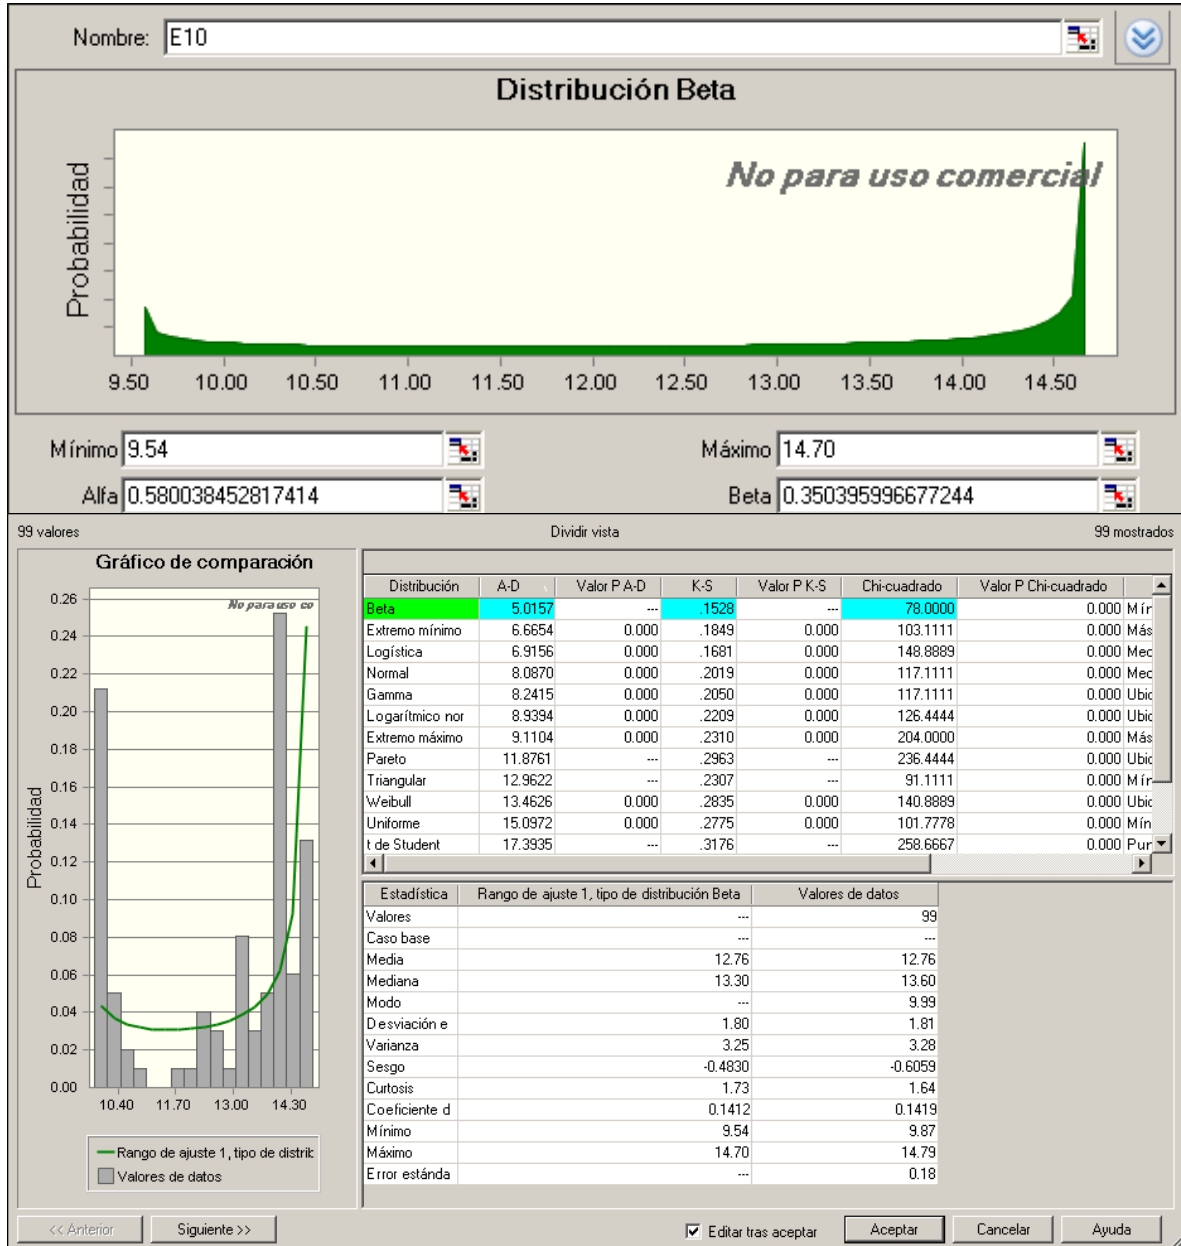 Nombre: E10
Distribución Beta
No para uso comercial
Probabilidad
9.50 10.00 10.50 11.00 11.50 12.00 12.50 13.00 13.50 14.00 14.50
Mínimo 9.54 Máximo 14.70
Alfa 0.580038452817414 Beta 0.350395996677244
99 valores Dividir vista 99 mostrados
Gráfico de comparación
No para uso co
Probabilidad
0.26
0.24
0.22
0.20
0.18
0.16
0.14
0.12
0.10
0.08
0.06
0.04
0.02
0.00
10.40 11.70 13.00 14.30
Rango de ajuste 1, tipo de distrik
Valores de datos
Distribución A-D Valor P A-D K-S Valor P K-S Chi-cuadrado Valor P Chi-cuadrado
Beta 5.0157 --- .1528 --- 78.0000 0.000 Mín
Extremo mínimo 6.6654 0.000 .1849 0.000 103.1111 0.000 Más
Logística 6.9156 0.000 .1681 0.000 148.8889 0.000 Mec
Normal 8.0870 0.000 .2019 0.000 117.1111 0.000 Mec
Gamma 8.2415 0.000 .2050 0.000 117.1111 0.000 Ubic
Logarítmico nor 8.9394 0.000 .2209 0.000 126.4444 0.000 Ubic
Extremo máximo 9.1104 0.000 .2310 0.000 204.0000 0.000 Más
Pareto 11.8761 --- .2963 --- 236.4444 0.000 Ubic
Triangular 12.9622 --- .2307 --- 91.1111 0.000 Mín
Weibull 13.4626 0.000 .2835 0.000 140.8889 0.000 Ubic
Uniforme 15.0972 0.000 .2775 0.000 101.7778 0.000 Mín
t de Student 17.3935 --- .3176 --- 258.6667 0.000 Pur
Estadística Rango de ajuste 1, tipo de distribución Beta Valores de datos
Valores --- 99
Caso base --- ---
Media 12.76 12.76
Mediana 13.30 13.60
Modo --- 9.99
Desviación e 1.80 1.81
Varianza 3.25 3.28
Sesgo -0.4830 -0.6059
Curtosis 1.73 1.64
Coeficiente d 0.1412 0.1419
Mínimo 9.54 9.87
Máximo 14.70 14.79
Error estánda --- 0.18
<< Anterior Siguiente >> Editar tras aceptar Aceptar Cancelar Ayuda